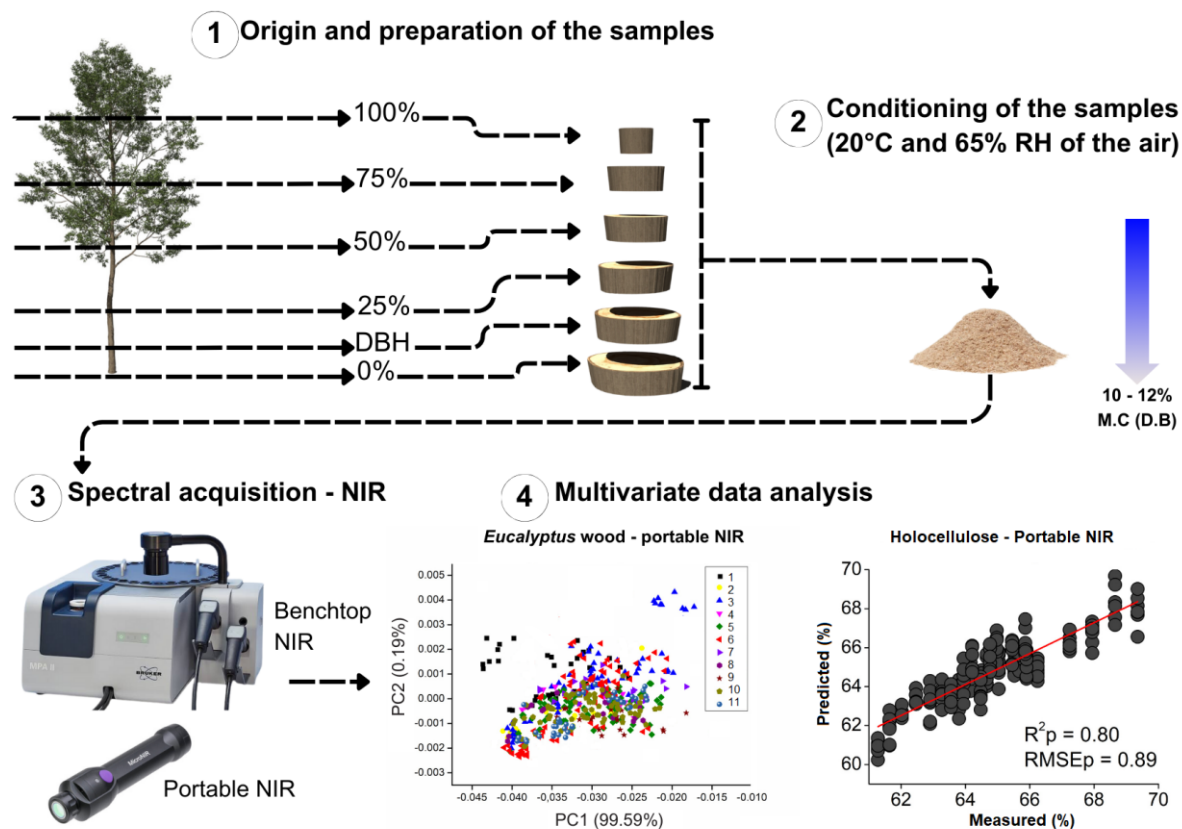 1 Origin and preparation of the samples
100%
75%
50%
25%
DBH
0%
2 Conditioning of the samples
(20°C and 65% RH of the air)
10 - 12%
M.C (D.B)
3 Spectral acquisition - NIR
MPA II
BRUKER
Benchtop
NIR
MicroNIR
Portable NIR
4 Multivariate data analysis
Eucalyptus wood - portable NIR
PC2 (0.19%)
0.005
0.004
0.003
0.002
0.001
0.000
-0.001
-0.002
-0.003
-0.045
-0.040
-0,035
-0.030
-0.025
-0.020
-0.015
-0.010
PC1 (99.59%)
1
2
3
4
5
6
7
8
9
10
11
Holocellulose - Portable NIR
Predicted (%)
70
68
66
64
62
60
R²p = 0.80
RMSEp = 0.89
62
64
66
68
70
Measured (%)